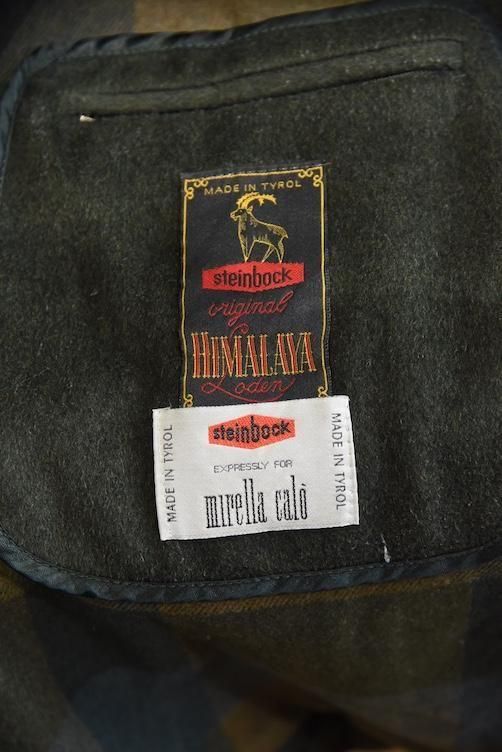 MADE IN TYROL
steinbock
original
HIMALAYA
Loden
steinbock
EXPRESSLY FOR
mirella calò
MADE IN TYROL
MADE IN TYROL